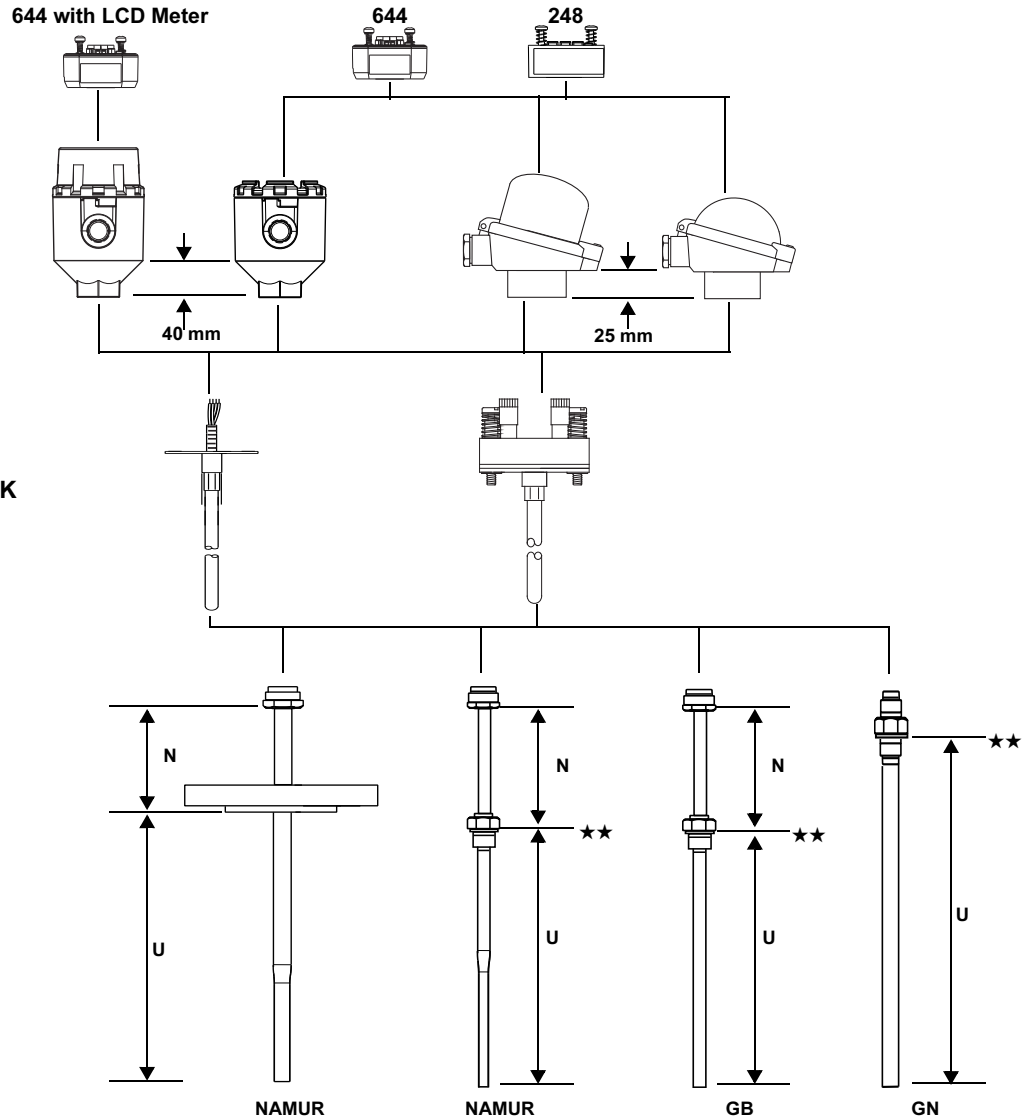 644 with LCD Meter
644
248
40 mm
25 mm
K
N
N
N
★★
★★
★★
U
U
U
U
NAMUR
NAMUR
GB
GN